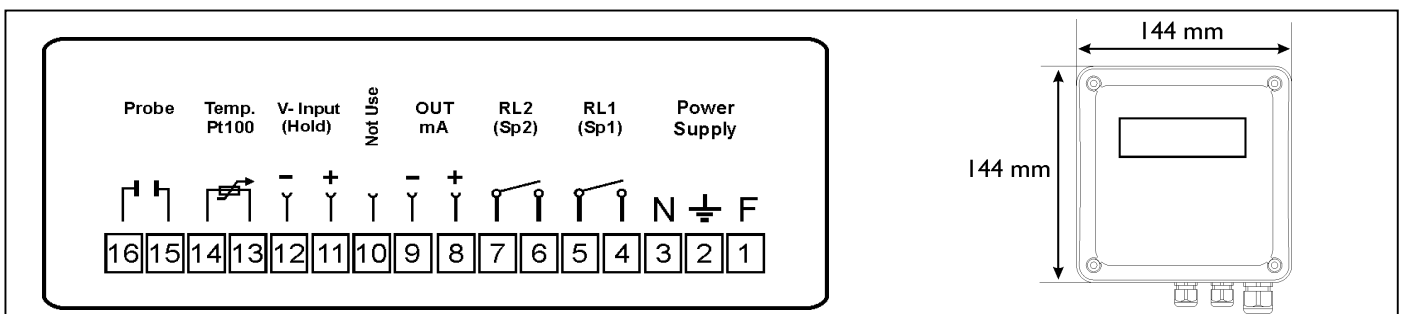 Probe Temp. V- Input Not Use OUT RL2 RL1 Power
Pt100 (Hold) mA (Sp2) (Sp1) Supply
- + - +
N F
16 15 14 13 12 11 10 9 8 7 6 5 4 3 2 1
144 mm
144 mm